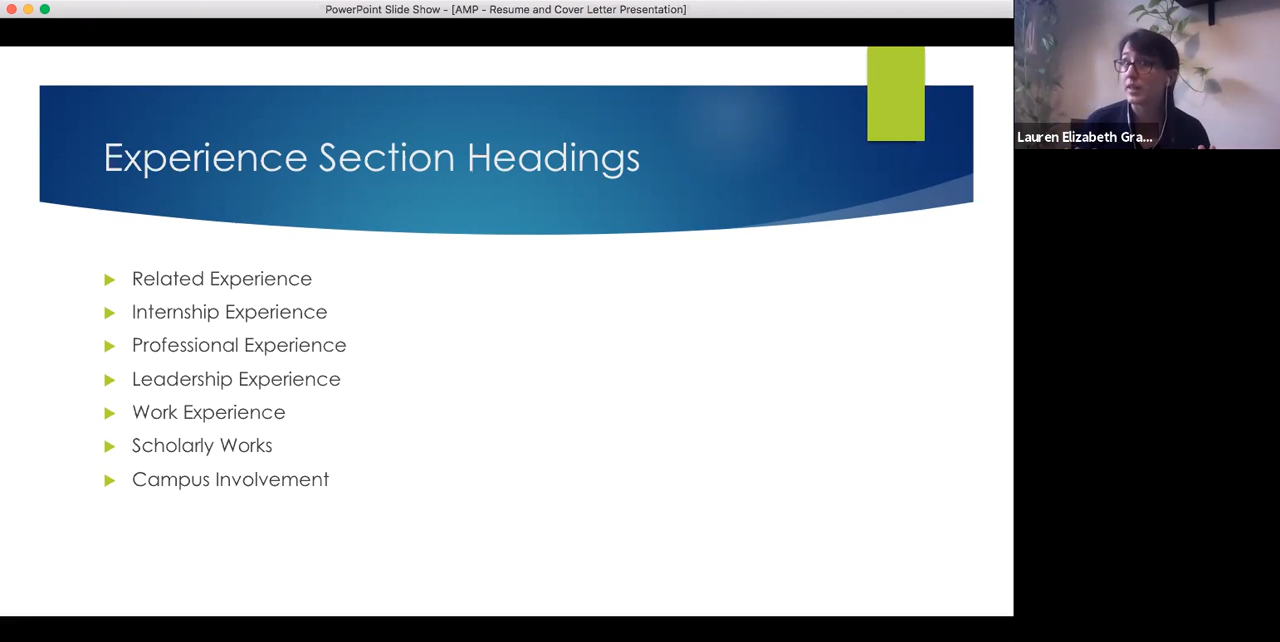 PowerPoint Slide Show - [AMP - Resume and Cover Letter Presentation]
Lauren Elizabeth Gra...
Experience Section Headings
Related Experience
Internship Experience
Professional Experience
Leadership Experience
Work Experience
Scholarly Works
Campus Involvement